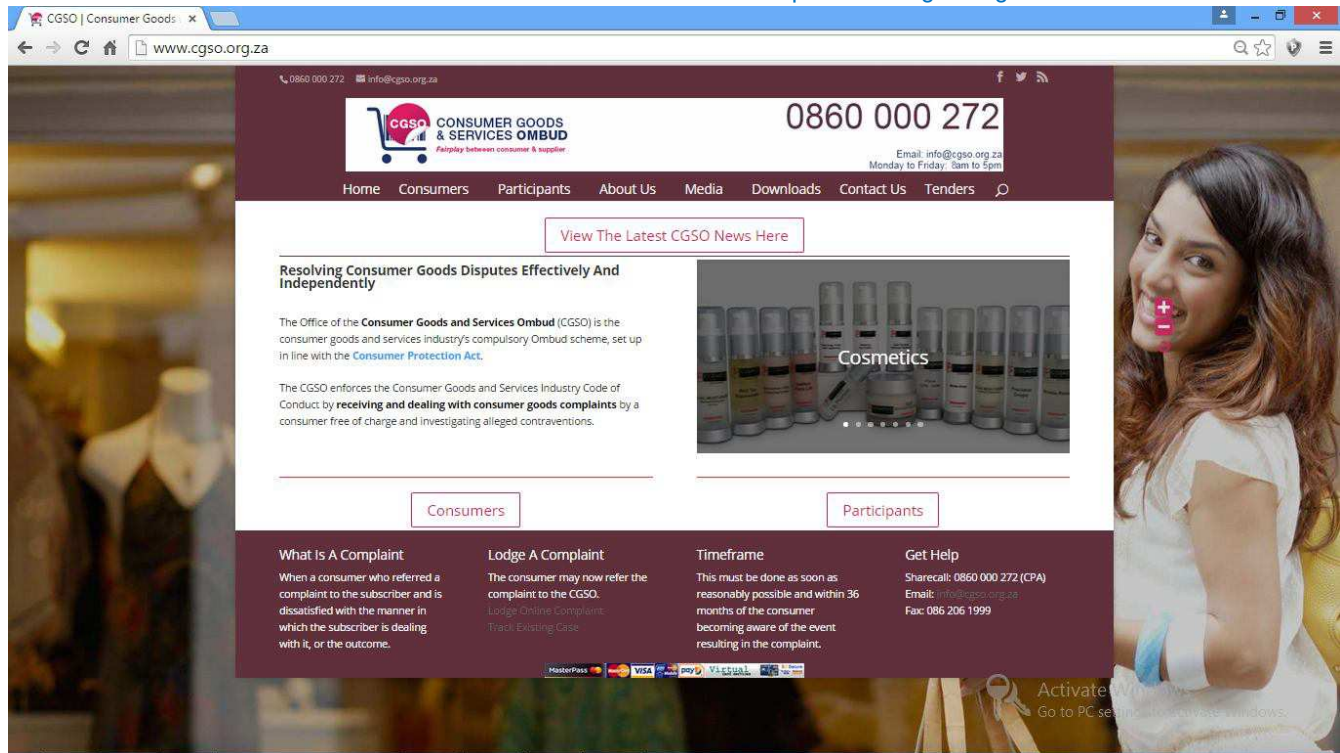 CGSO | Consumer Goods
www.cgso.org.za
0860 000 272 info@cgso.org.za
CGSO
CONSUMER GOODS
& SERVICES OMBUD
Fairplay between consumer & supplier
0860 000 272
Email: info@cgso.org.za
Monday to Friday: 8am to 5pm
Home Consumers Participants About Us Media Downloads Contact Us Tenders
View The Latest CGSO News Here
Resolving Consumer Goods Disputes Effectively And
Independently
The Office of the Consumer Goods and Services Ombud (CGSO) is the
consumer goods and services industry's compulsory Ombud scheme, set up
in line with the Consumer Protection Act.
The CGSO enforces the Consumer Goods and Services Industry Code of
Conduct by receiving and dealing with consumer goods complaints by a
consumer free of charge and investigating alleged contraventions.
Cosmetics
Consumers
Participants
What Is A Complaint
When a consumer who referred a
complaint to the subscriber and is
dissatisfied with the manner in
which the subscriber is dealing
with it, or the outcome.
Lodge A Complaint
The consumer may now refer the
complaint to the CGSO.
Lodge Online Complaint
Track Existing Case
Timeframe
This must be done as soon as
reasonably possible and within 36
months of the consumer
becoming aware of the event
resulting in the complaint.
Get Help
Sharecall: 0860 000 272 (CPA)
Email: info@cgso.org.za
Fax: 086 206 1999
MasterPass VISA payU Virtual
Activate Windows
Go to PC settings to activate Windows.